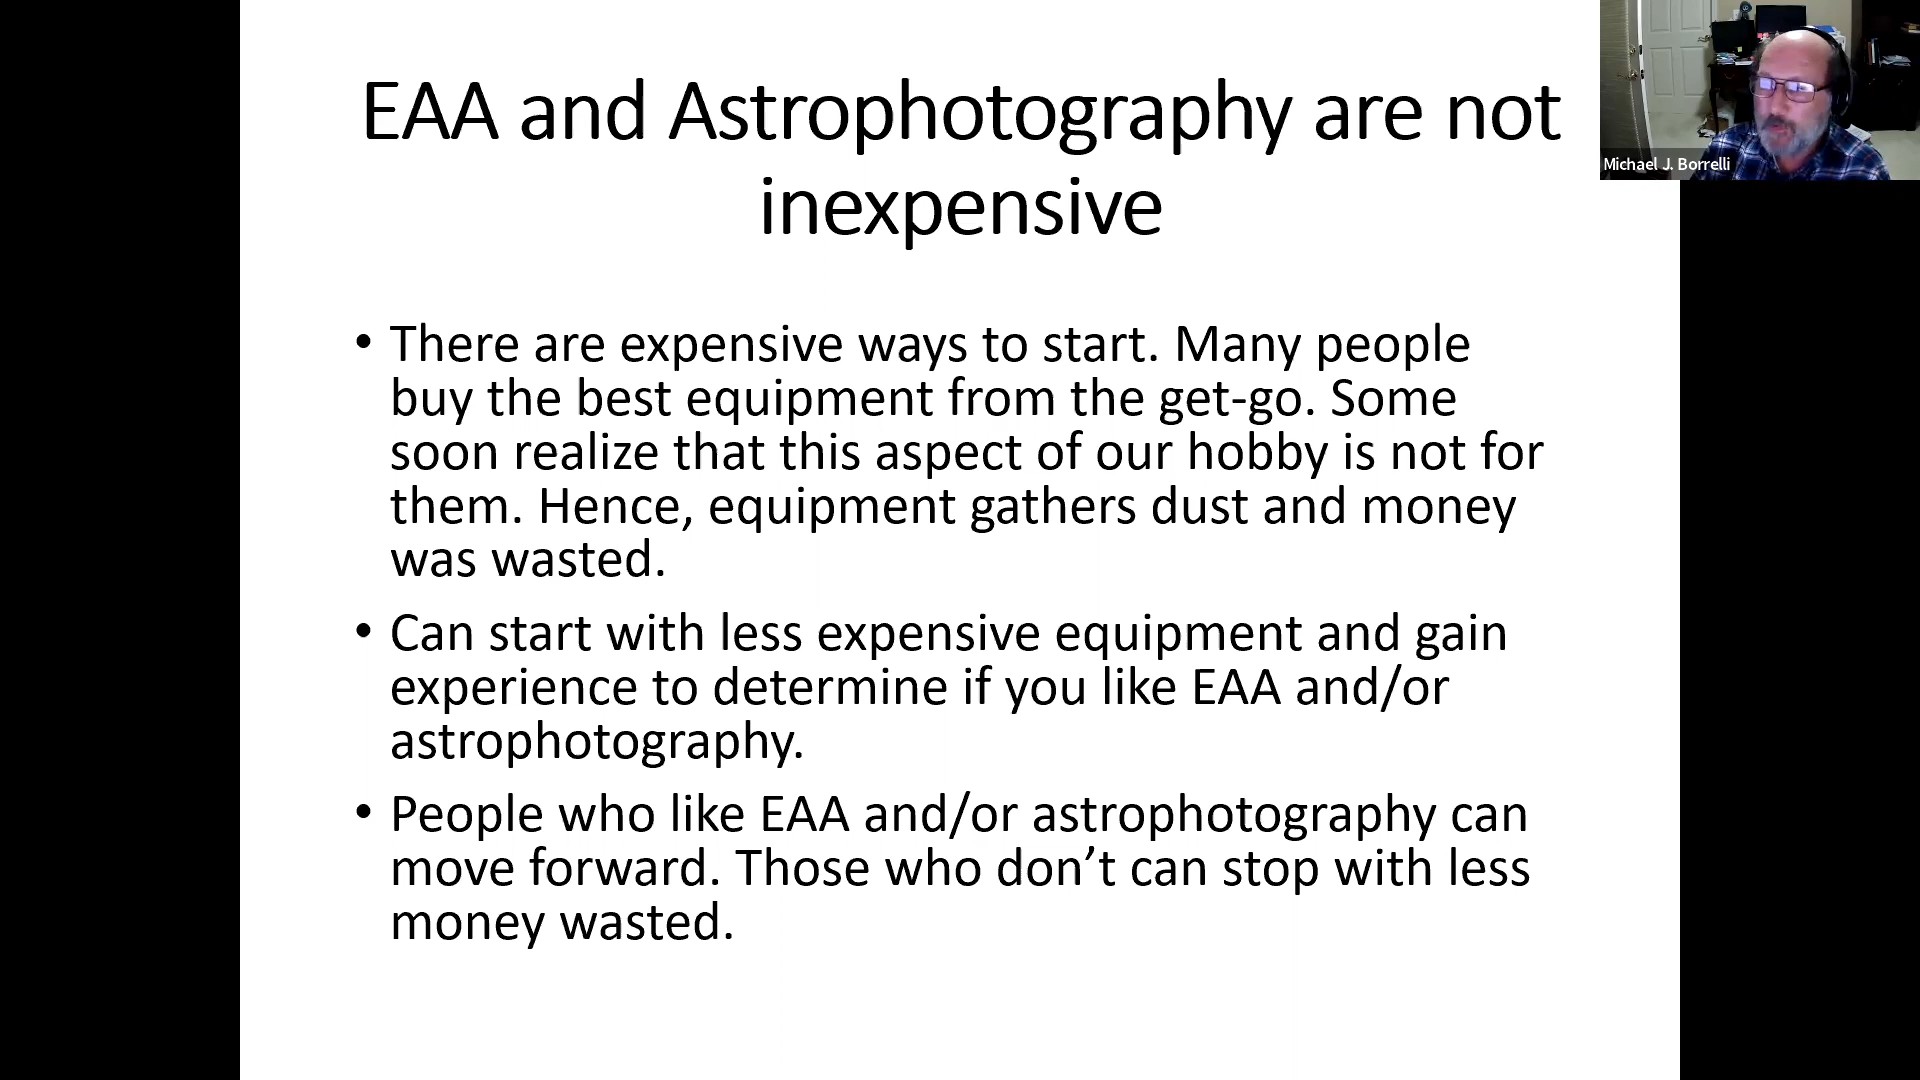 EAA and Astrophotography are not
inexpensive
Michael J. Borrelli
• There are expensive ways to start. Many people
buy the best equipment from the get-go. Some
soon realize that this aspect of our hobby is not for
them. Hence, equipment gathers dust and money
was wasted.
• Can start with less expensive equipment and gain
experience to determine if you like EAA and/or
astrophotography.
• People who like EAA and/or astrophotography can
move forward. Those who don’t can stop with less
money wasted.